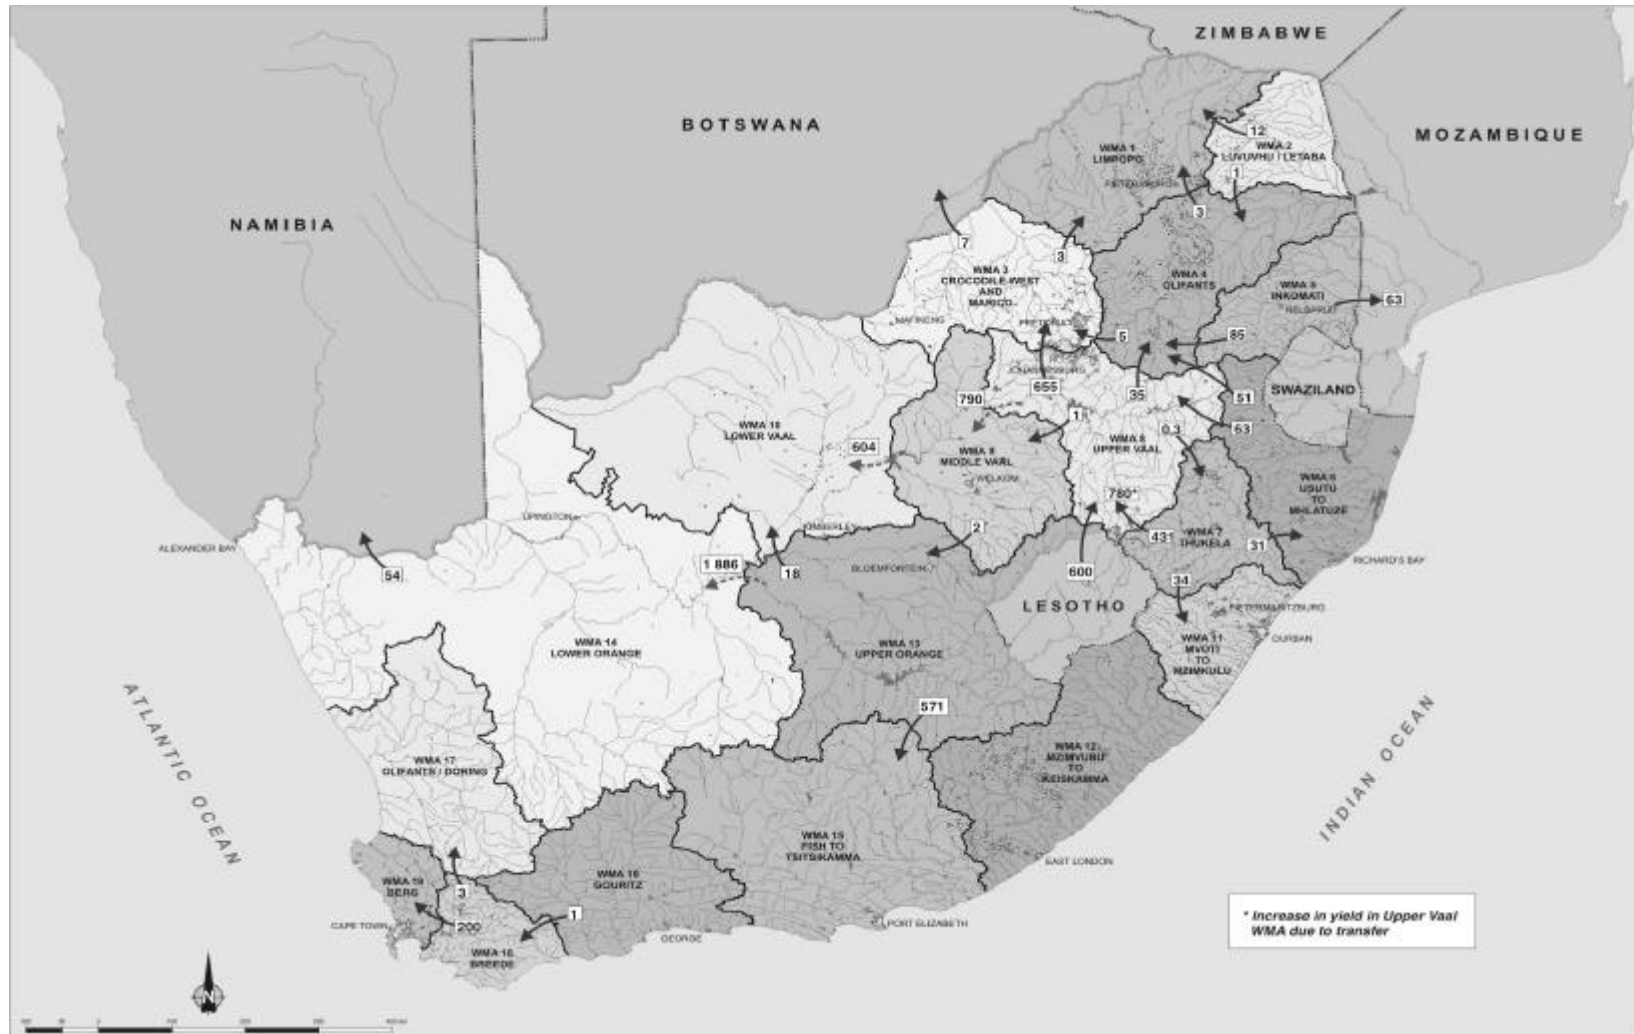 ZIMBABWE
BOTSWANA
MOZAMBIQUE
NAMIBIA
12
WMA 2
LUVUVHU / LETABA
1
WMA 1
LIMPOPO
PIETERSBURG
3
7
3
WMA 3
CROCODILE WEST
AND
MARICO
MAFIKENG
PRETORIA
WMA 4
OLIFANTS
WMA 5
INKOMATI
NELSPRUIT
63
5
85
JOHANNESBURG
655
35
51
SWAZILAND
790
1
63
0.3
WMA 10
LOWER VAAL
604
WMA 9
MIDDLE VAAL
WELKOM
WMA 8
UPPER VAAL
WMA 6
USUTU
TO
MHLATUZE
780*
UPINGTON
KIMBERLEY
2
WMA 7
THUKELA
431
31
ALEXANDER BAY
54
1 886
18
BLOEMFONTEIN
600
34
RICHARD'S BAY
LESOTHO
PIETERMARITZBURG
DURBAN
WMA 14
LOWER ORANGE
WMA 13
UPPER ORANGE
WMA 11
MVOTI
TO
MZIMKULU
571
ATLANTIC OCEAN
INDIAN OCEAN
WMA 17
OLIFANTS / DORING
WMA 12
MZIMVUBU
TO
KEISKAMMA
WMA 15
FISH TO
TSITSIKAMMA
EAST LONDON
WMA 16
GOURITZ
WMA 19
BERG
3
1
200
CAPE TOWN
PORT ELIZABETH
GEORGE
BREEDE
* Increase in yield in Upper Vaal
WMA due to transfer
N